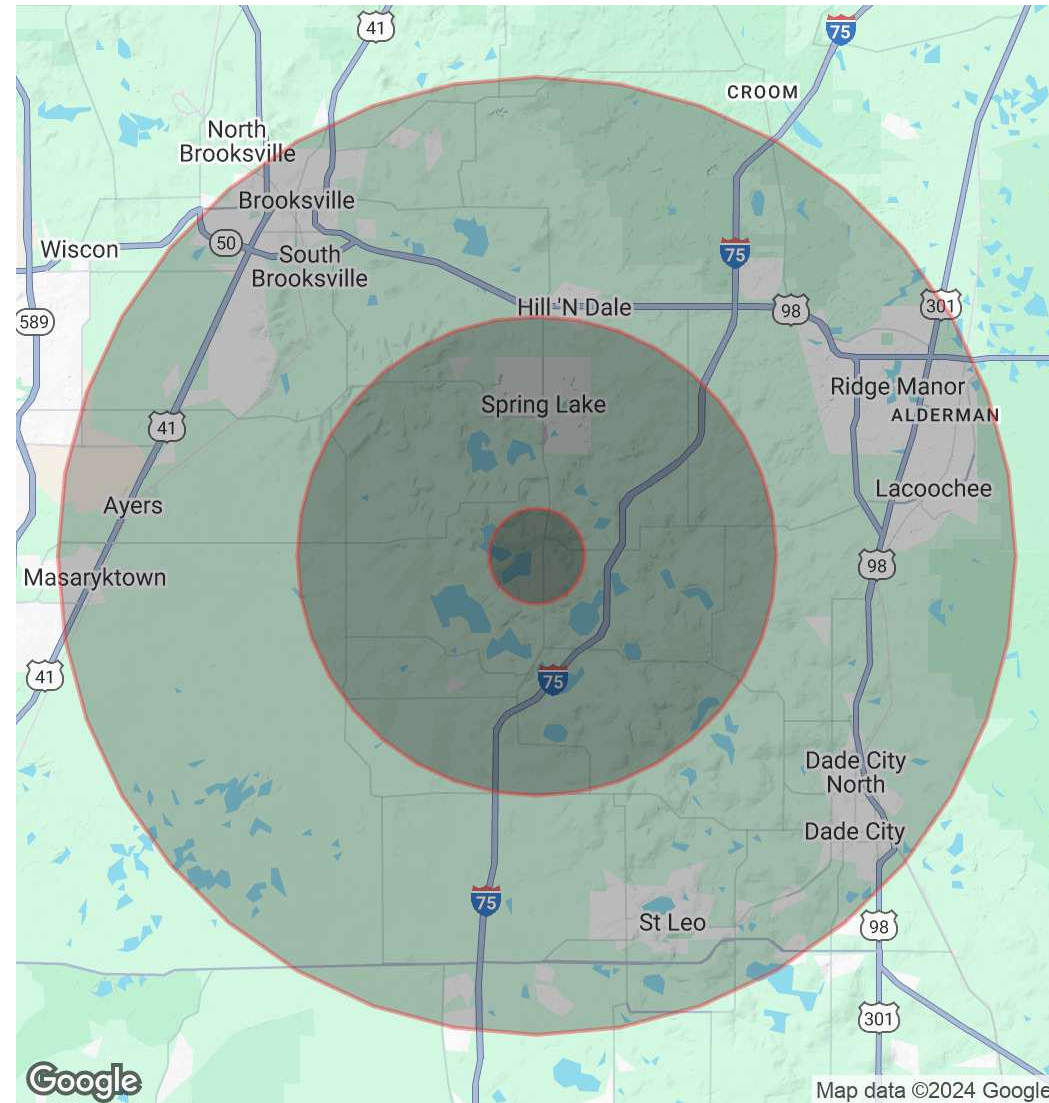 41
75
CROOM
North
Brooksville
Brooksville
50
Wiscon
South
Brooksville
75
589
Hill 'N Dale
98
301
Ridge Manor
ALDERMAN
Spring Lake
41
Lacoochee
Ayers
98
Masaryktown
41
75
Dade City
North
Dade City
75
St Leo
98
301
Google
Map data ©2024 Google